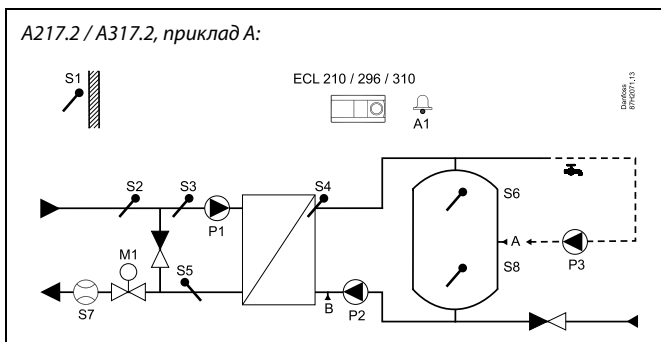 A217.2 / A317.2, приклад A:
S1
ECL 210 / 296 / 310
A1
Danfoss
87H2071.13
S2
S3
S4
S6
P1
A
P3
M1
S5
S8
S7
B
P2